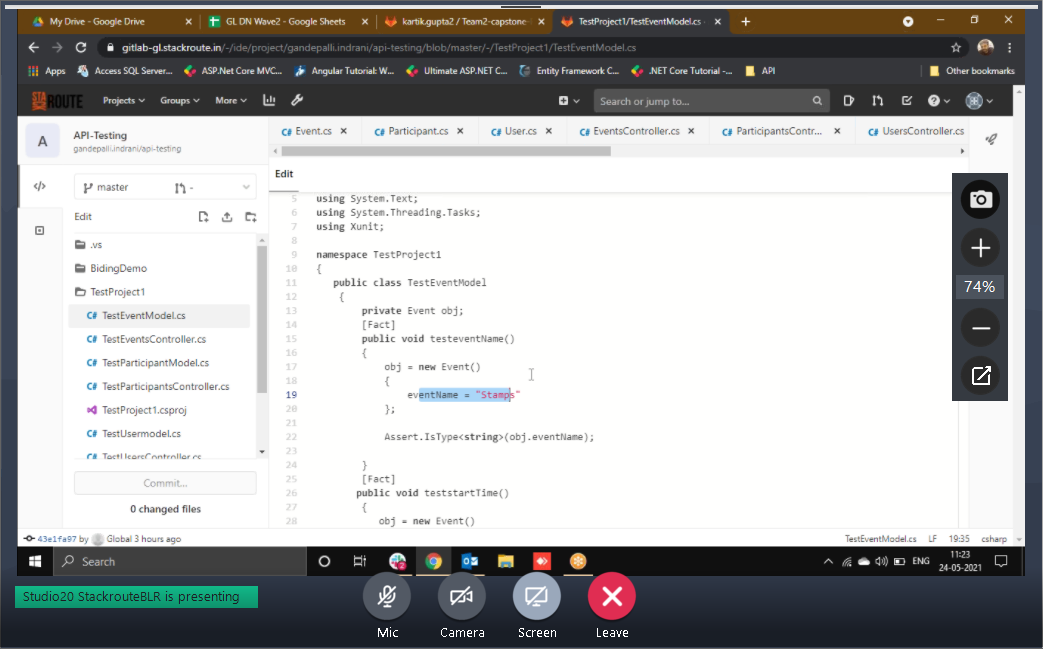 My Drive - Google Drive
GL DN Wave2 - Google Sheets
kartik.gupta2 / Team2-capstone-
TestProject1/TestEventModel.cs -
gitlab-gl.stackroute.in/-/ide/project/gandepalli.indrani/api-testing/blob/master/-/TestProject1/TestEventModel.cs
Apps
Access SQL Server...
ASP.Net Core MVC...
Angular Tutorial: W...
Ultimate ASP.NET C...
Entity Framework C...
.NET Core Tutorial -...
API
Other bookmarks
STACKROUTE
Projects
Groups
More
Search or jump to...
A
API-Testing
gandepalli.indrani/api-testing
Event.cs
Participant.cs
User.cs
EventsController.cs
ParticipantsContr...
UsersController.cs
Edit
master
-
Edit
.vs
BidingDemo
TestProject1
TestEventModel.cs
TestEventsController.cs
TestParticipantModel.cs
TestParticipantsController.cs
TestProject1.csproj
TestUsermodel.cs
TestUsersController.cs
Commit...
0 changed files
5 using System.Text;
6 using System.Threading.Tasks;
7 using Xunit;
8
9 namespace TestProject1
10 {
11 public class TestEventModel
12 {
13 private Event obj;
14 [Fact]
15 public void testeventName()
16 {
17 obj = new Event()
18 {
19 eventName = "Stamps"
20 };
21
22 Assert.IsType<string>(obj.eventName);
23
24 }
25 [Fact]
26 public void teststartTime()
27 {
28 obj = new Event()
74%
43e1fa97 by Global 3 hours ago
TestEventModel.cs LF 19:35 csharp
Search
ENG
11:23
24-05-2021
Studio20 StackrouteBLR is presenting
Mic
Camera
Screen
Leave